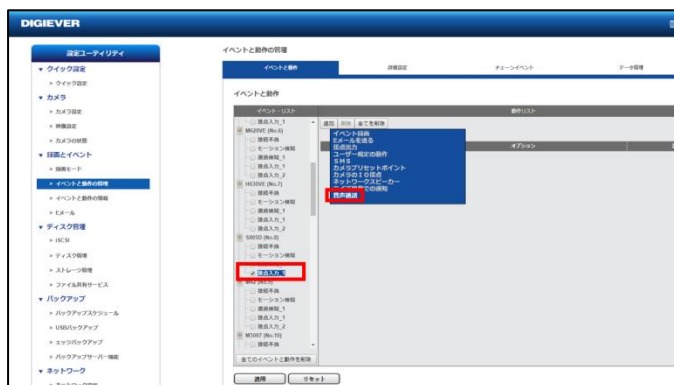 DIGIEVER
設定ユーティリティ
クイック設定
クイック設定
カメラ
カメラ設定
映像設定
カメラの状態
録画とイベント
録画モード
イベントと動作の管理
イベントと動作の情報
Eメール
ディスク管理
iSCSI
ディスク管理
ストレージ管理
ファイル共有サービス
バックアップ
バックアップスケジュール
USBバックアップ
エッジバックアップ
バックアップサーバー機能
ネットワーク
イベントと動作の管理
イベントと動作
詳細設定
チェーンイベント
データ管理
イベントと動作
イベント・リスト
接点入力_1
(No.6)
接続不良
モーション検知
通過検知_1
接点入力_1
(No.7)
接続不良
モーション検知
通過検知_1
接点入力_1
接点入力_2
(No.8)
接続不良
モーション検知
接点入力_1
接続不良
モーション検知
通過検知_1
接点入力_1
接点入力_2
M3007 (No.10)
接続不良
全てのイベントと動作を削除
動作リスト
追加 削除 全てを削除
オプション
イベント録画
Eメールを送る
接点出力
ユーザー規定の動作
SMS
カメラプリセットポイント
カメラのIO接点
ネットワークスピーカー
での通知
音声通話
適用
リセット